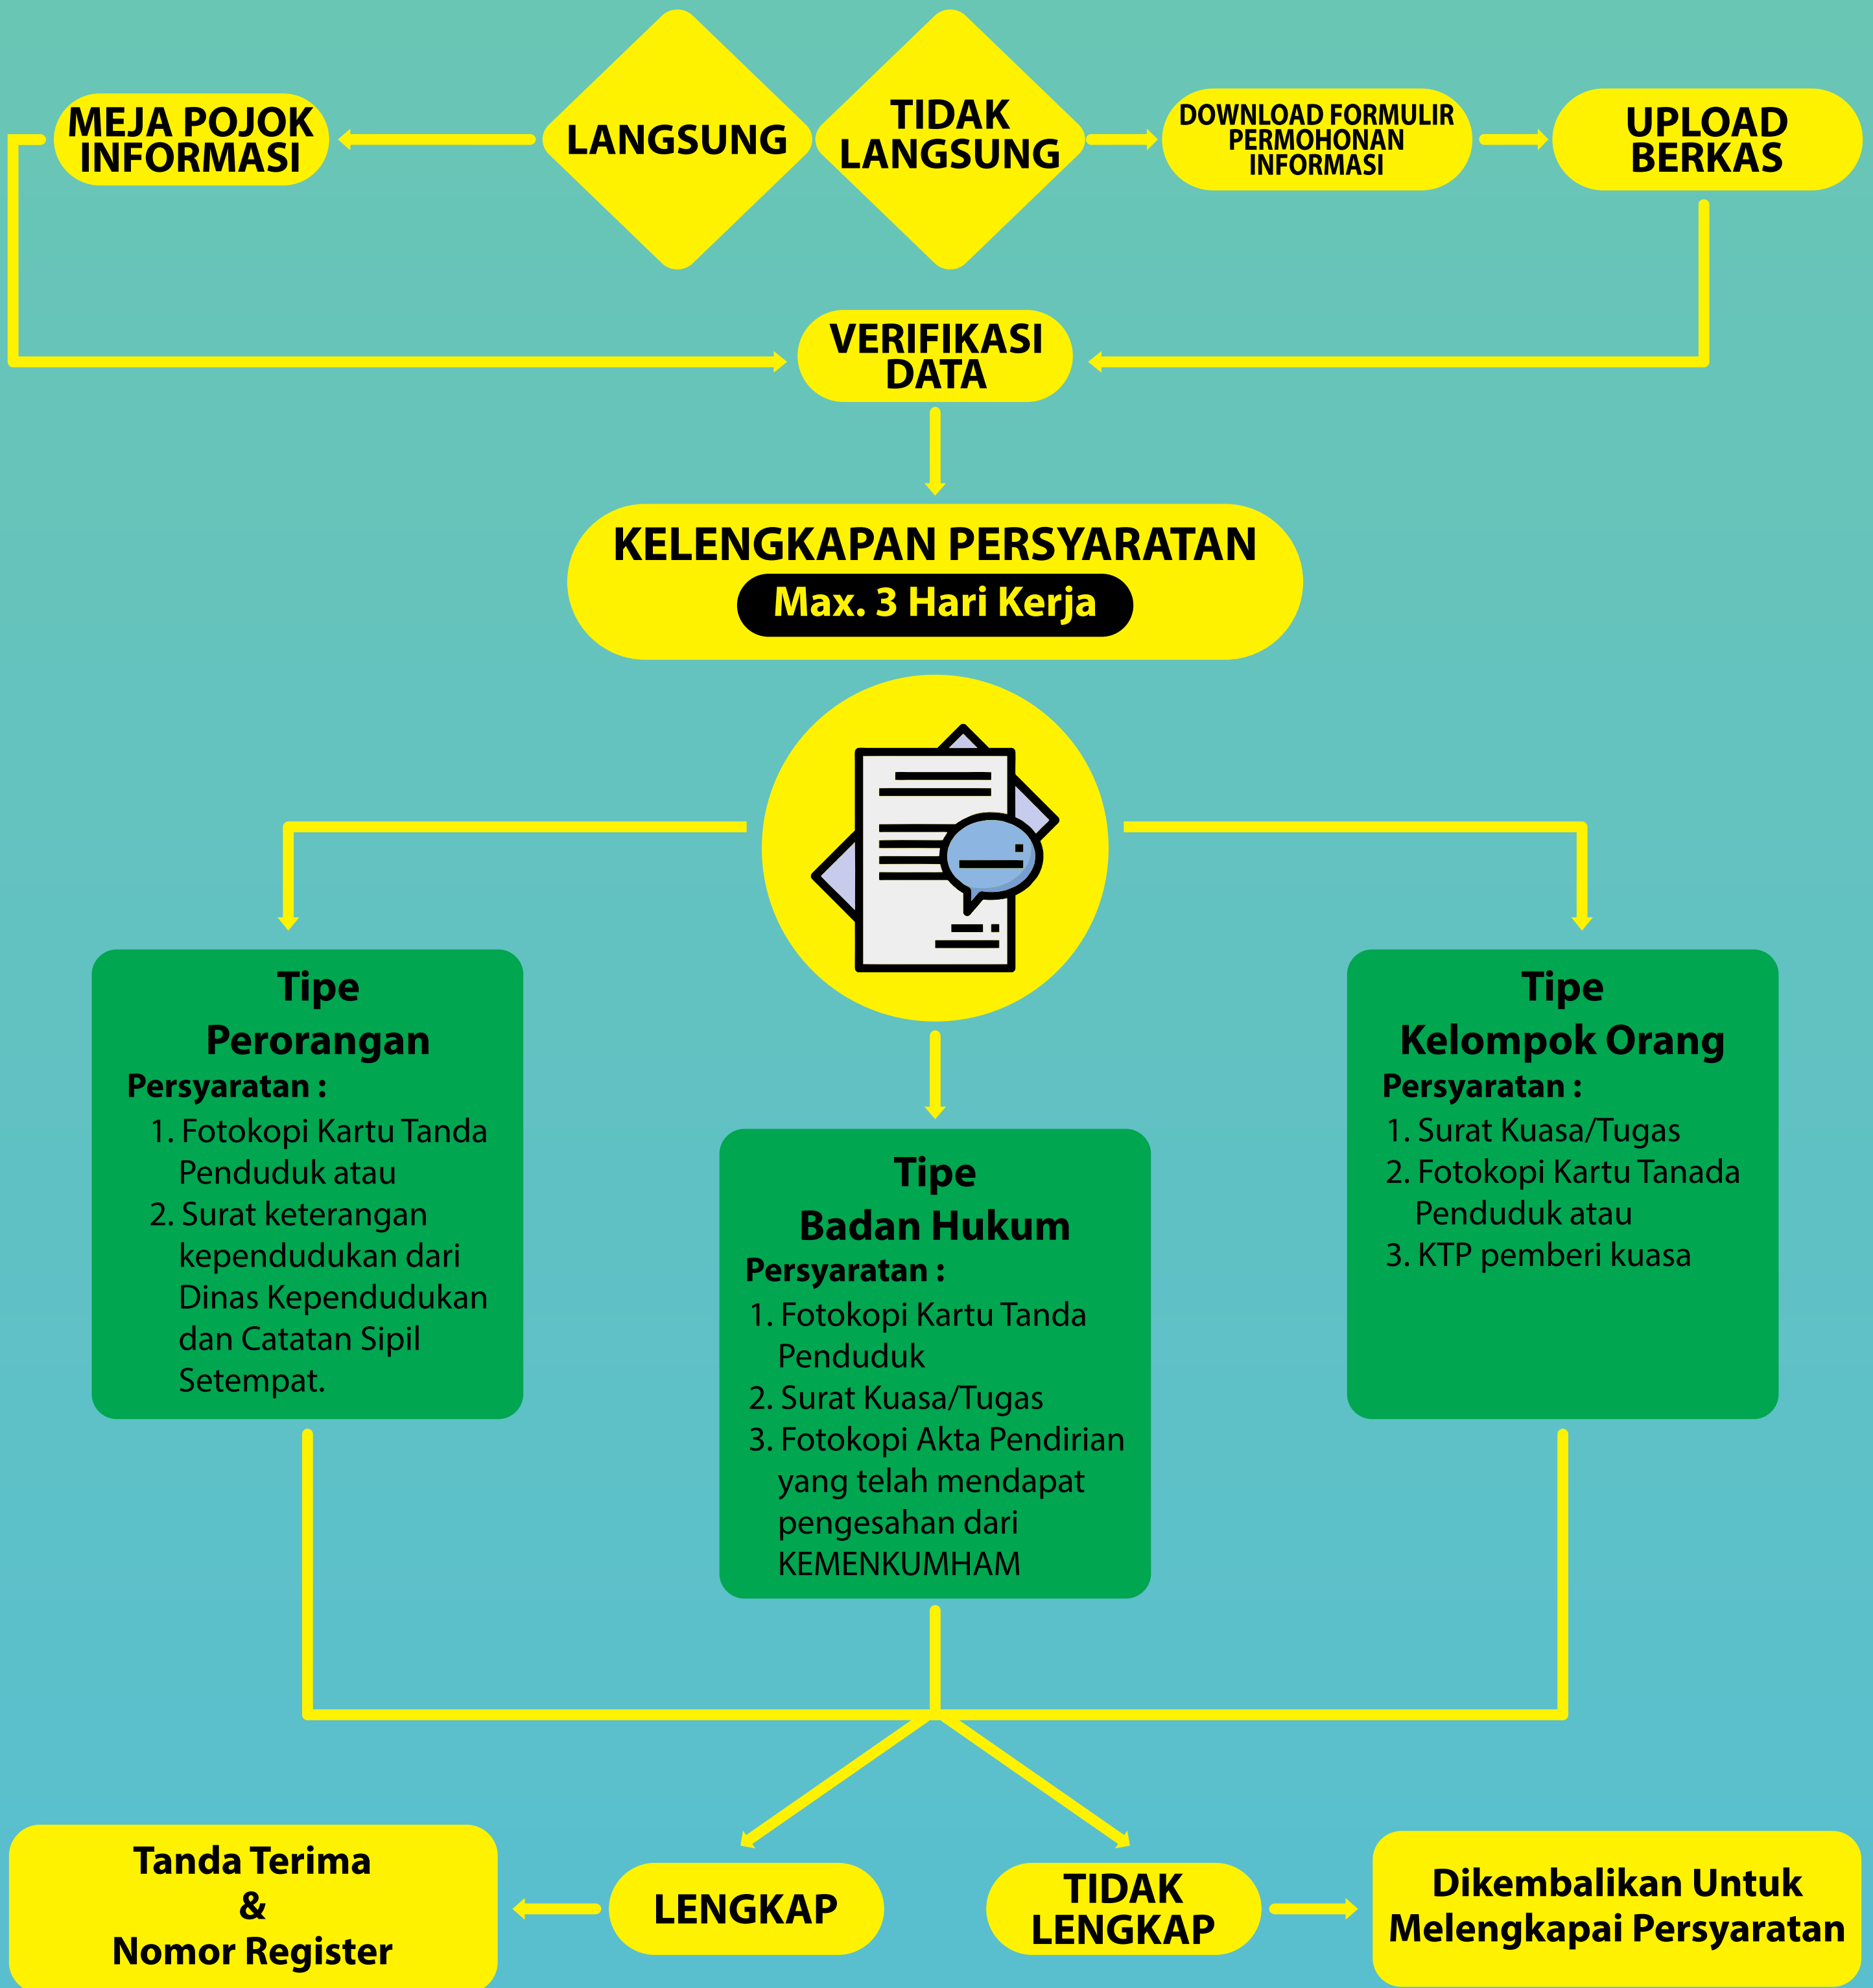 MEJA POJOK
INFORMASI
LANGSUNG
TIDAK
LANGSUNG
DOWNLOAD FORMULIR
PERMOHONAN
INFORMASI
UPLOAD
BERKAS
VERIFIKASI
DATA
KELENGKAPAN PERSYARATAN
Max. 3 Hari Kerja
Tipe
Perorangan
Persyaratan :
1. Fotokopi Kartu Tanda
Penduduk atau
2. Surat keterangan
kependudukan dari
Dinas Kependudukan
dan Catatan Sipil
Setempat.
Tipe
Badan Hukum
Persyaratan :
1. Fotokopi Kartu Tanda
Penduduk
2. Surat Kuasa/Tugas
3. Fotokopi Akta Pendirian
yang telah mendapat
pengesahan dari
KEMENKUMHAM
Tipe
Kelompok Orang
Persyaratan :
1. Surat Kuasa/Tugas
2. Fotokopi Kartu Tanada
Penduduk atau
3. KTP pemberi kuasa
Tanda Terima
&
Nomor Register
LENGKAP
TIDAK
LENGKAP
Dikembalikan Untuk
Melengkapai Persyaratan